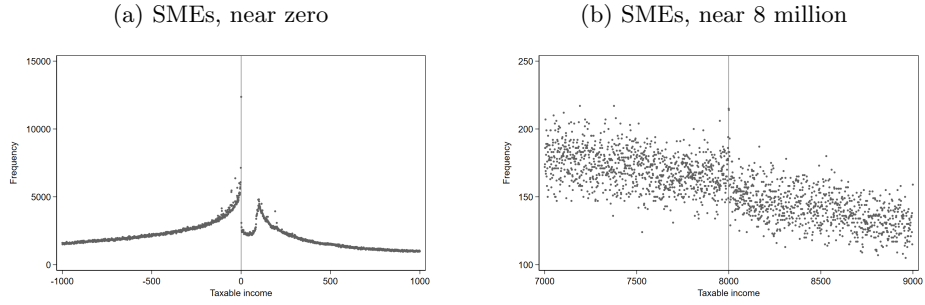 (a) SMEs, near zero
(b) SMEs, near 8 million
15000
10000
5000
0
Frequency
-1000 -500 0 500 1000
Taxable income
250
200
150
100
Frequency
7000 7500 8000 8500 9000
Taxable income